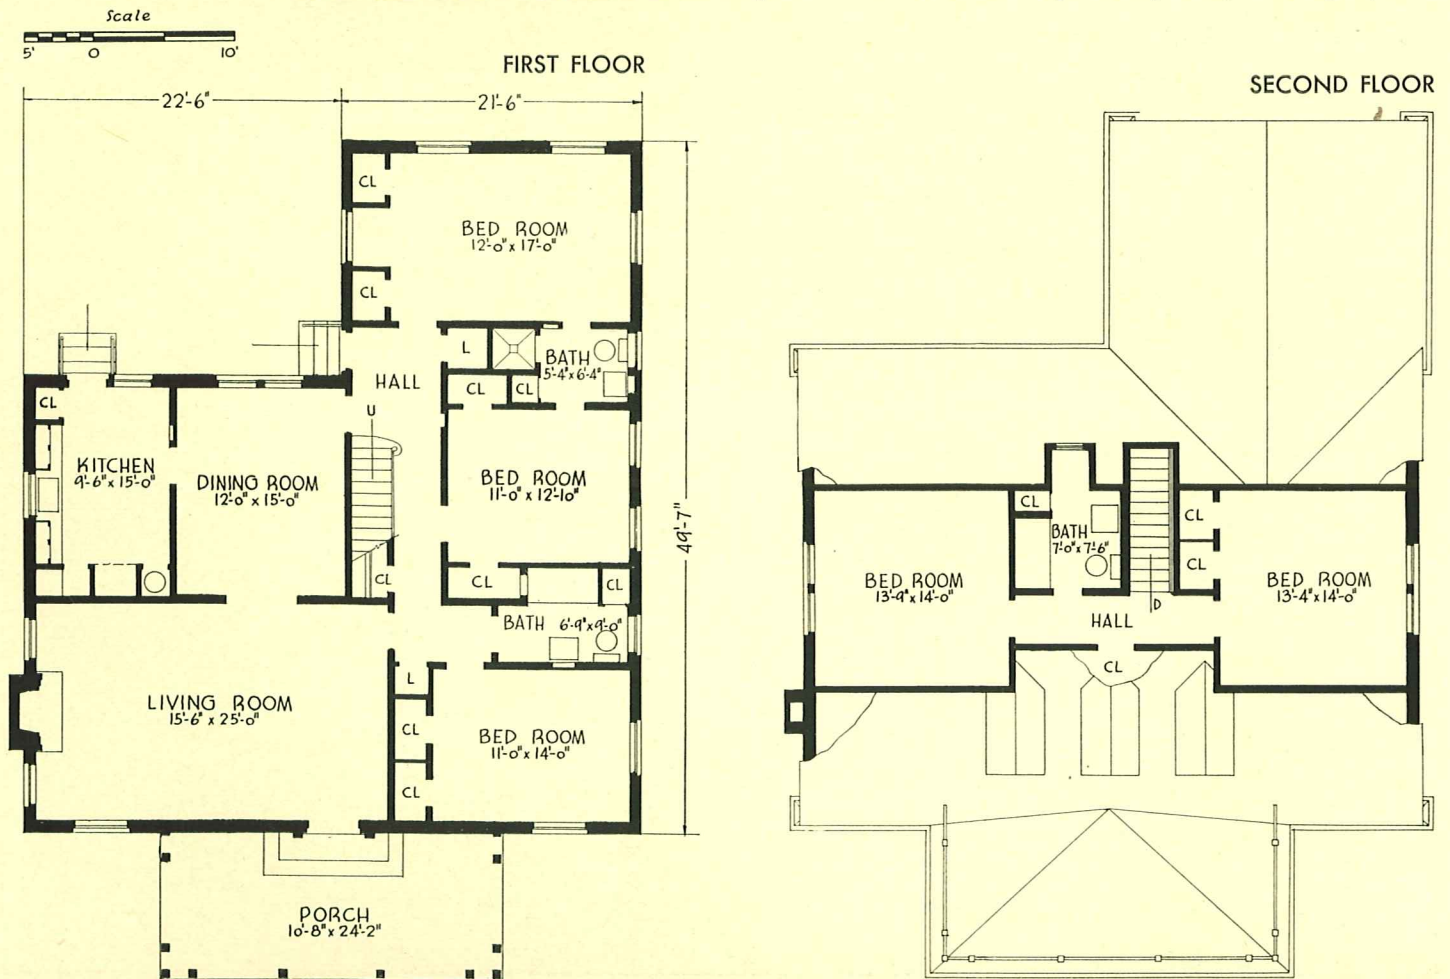 Scale
5' 0 10'
FIRST FLOOR
22'-6" 21'-6"
CL
BED ROOM
12'-0" x 17'-0"
CL
L
BATH
5'-4" x 6'-4"
HALL
CL CL
CL
U
KITCHEN
9'-6" x 15'-0"
DINING ROOM
12'-0" x 15'-0"
BED ROOM
11'-0" x 12'-10"
49'-7"
CL
CL
CL
BATH 6'-9" x 9'-0"
L
LIVING ROOM
15'-6" x 25'-0"
CL
BED ROOM
11'-0" x 14'-0"
CL
PORCH
10'-8" x 24'-2"
SECOND FLOOR
CL
CL
BATH
7'-0" x 7'-6"
CL
BED ROOM
13'-9" x 14'-0"
BED ROOM
13'-4" x 14'-0"
D
HALL
CL